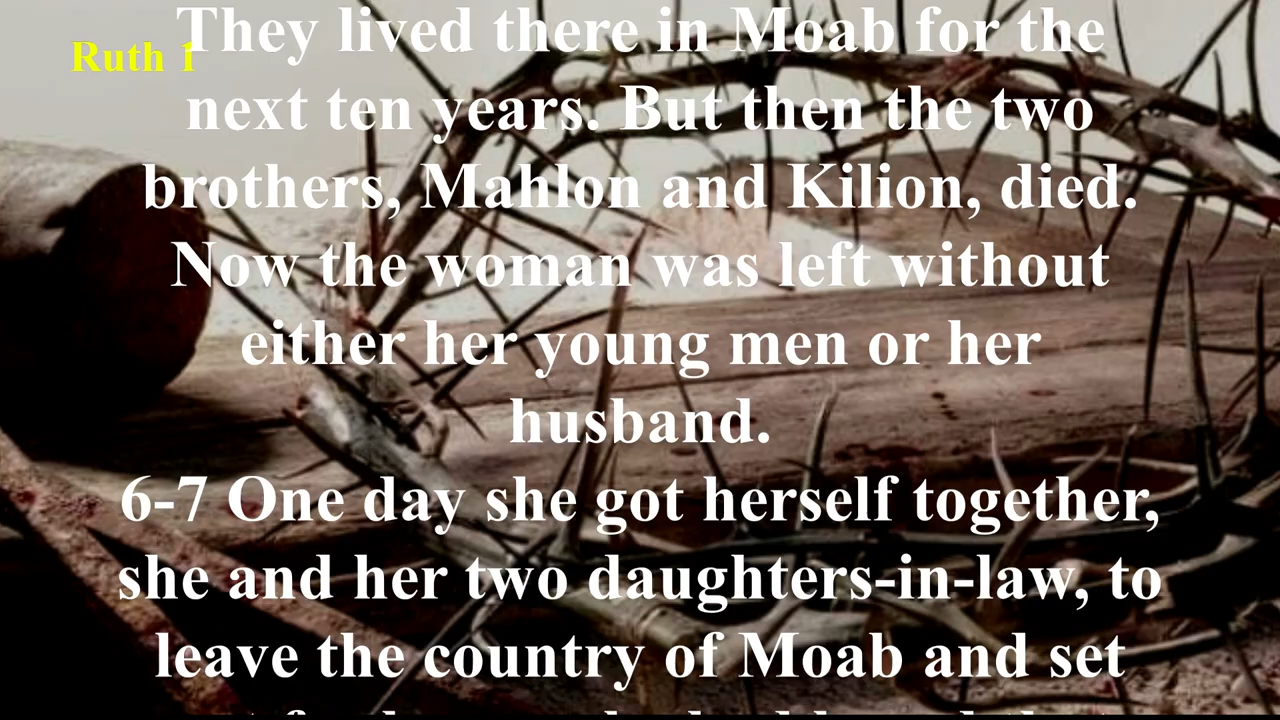 Ruth 1
They lived there in Moab for the
next ten years. But then the two
brothers, Mahlon and Kilion, died.
Now the woman was left without
either her young men or her
husband.
6-7 One day she got herself together,
she and her two daughters-in-law, to
leave the country of Moab and set